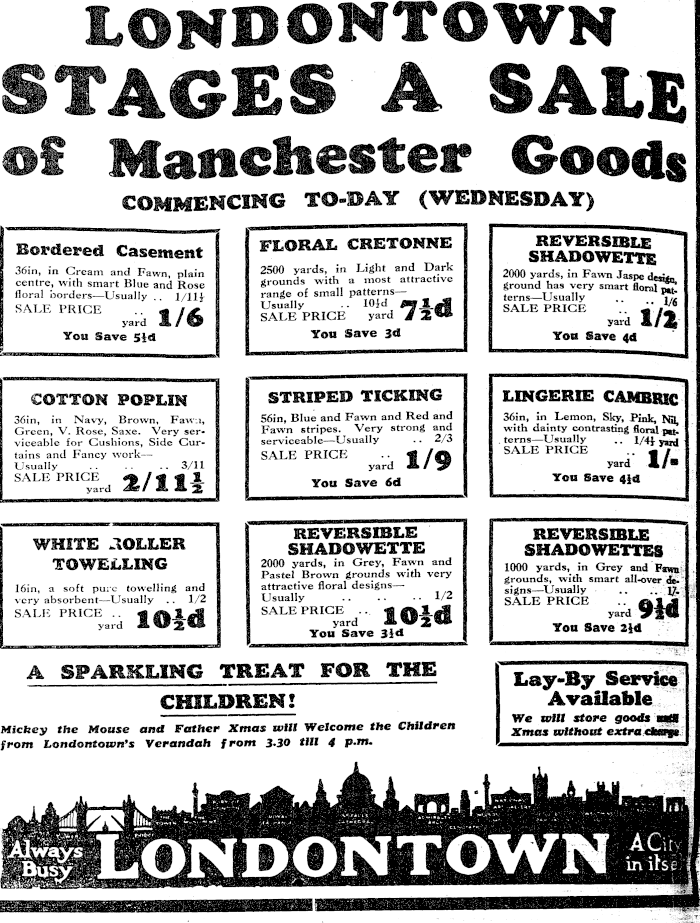 LONDONTOWN
STAGES A SALE
of Manchester Goods
COMMENCING TO-DAY (WEDNESDAY)
Bordered Casement
36in, in Cream and Fawn, plain
centre, with smart Blue and Rose
floral borders—Usually .. 1/11½
SALE PRICE
yard 1/6
You Save 5½d
FLORAL CRETONNE
2500 yards, in Light and Dark
grounds with a most attractive
range of small patterns—
Usually .. 10½d
SALE PRICE yard 7½d
You Save 3d
REVERSIBLE
SHADOWETTE
2000 yards, in Fawn Jaspe design,
ground has very smart floral pat-
terns—Usually .. .. 1/6
SALE PRICE ..
yard 1/2
You Save 4d
COTTON POPLIN
36in, in Navy, Brown, Fawn,
Green, V. Rose, Saxe. Very ser-
viceable for Cushions, Side Cur-
tains and Fancy work—
Usually .. .. .. 3/11
SALE PRICE
yard 2/11½
STRIPED TICKING
56in, Blue and Fawn and Red and
Fawn stripes. Very strong and
serviceable—Usually .. 2/3
SALE PRICE ..
yard 1/9
You Save 6d
LINGERIE CAMBRIC
36in, in Lemon, Sky, Pink, Nil,
with dainty contrasting floral pat-
terns—Usually .. 1/4½ yard
SALE PRICE ..
yard 1/-
You Save 4½d
WHITE ROLLER
TOWELLING
16in, a soft pure towelling and
very absorbent—Usually .. 1/2
SALE PRICE ..
yard 10½d
REVERSIBLE
SHADOWETTE
2000 yards, in Grey, Fawn and
Pastel Brown grounds with very
attractive floral designs—
Usually .. .. .. 1/2
SALE PRICE ..
yard 10½d
You Save 3½d
REVERSIBLE
SHADOWETTES
1000 yards, in Grey and Fawn
grounds, with smart all-over de-
signs—Usually .. .. 1/-
SALE PRICE ..
yard 9½d
You Save 2½d
A SPARKLING TREAT FOR THE
CHILDREN!
Mickey the Mouse and Father Xmas will Welcome the Children
from Londontown's Verandah from 3.30 till 4 p.m.
Lay-By Service
Available
We will store goods until
Xmas without extra charge
Always
Busy
LONDONTOWN
A City
in itse